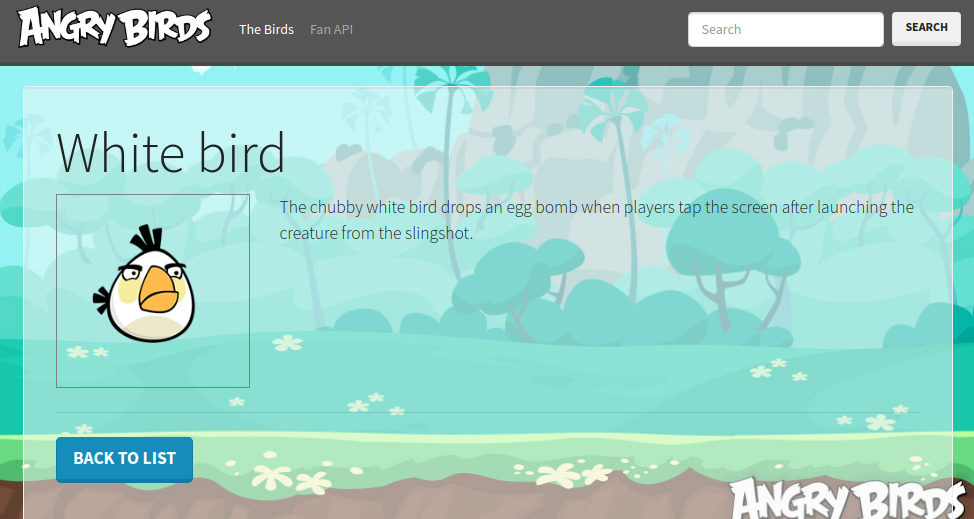 ANGRY BIRDS
The Birds
Fan API
Search
SEARCH
White bird
The chubby white bird drops an egg bomb when players tap the screen after launching the
creature from the slingshot.
BACK TO LIST
ANGRY BIRDS